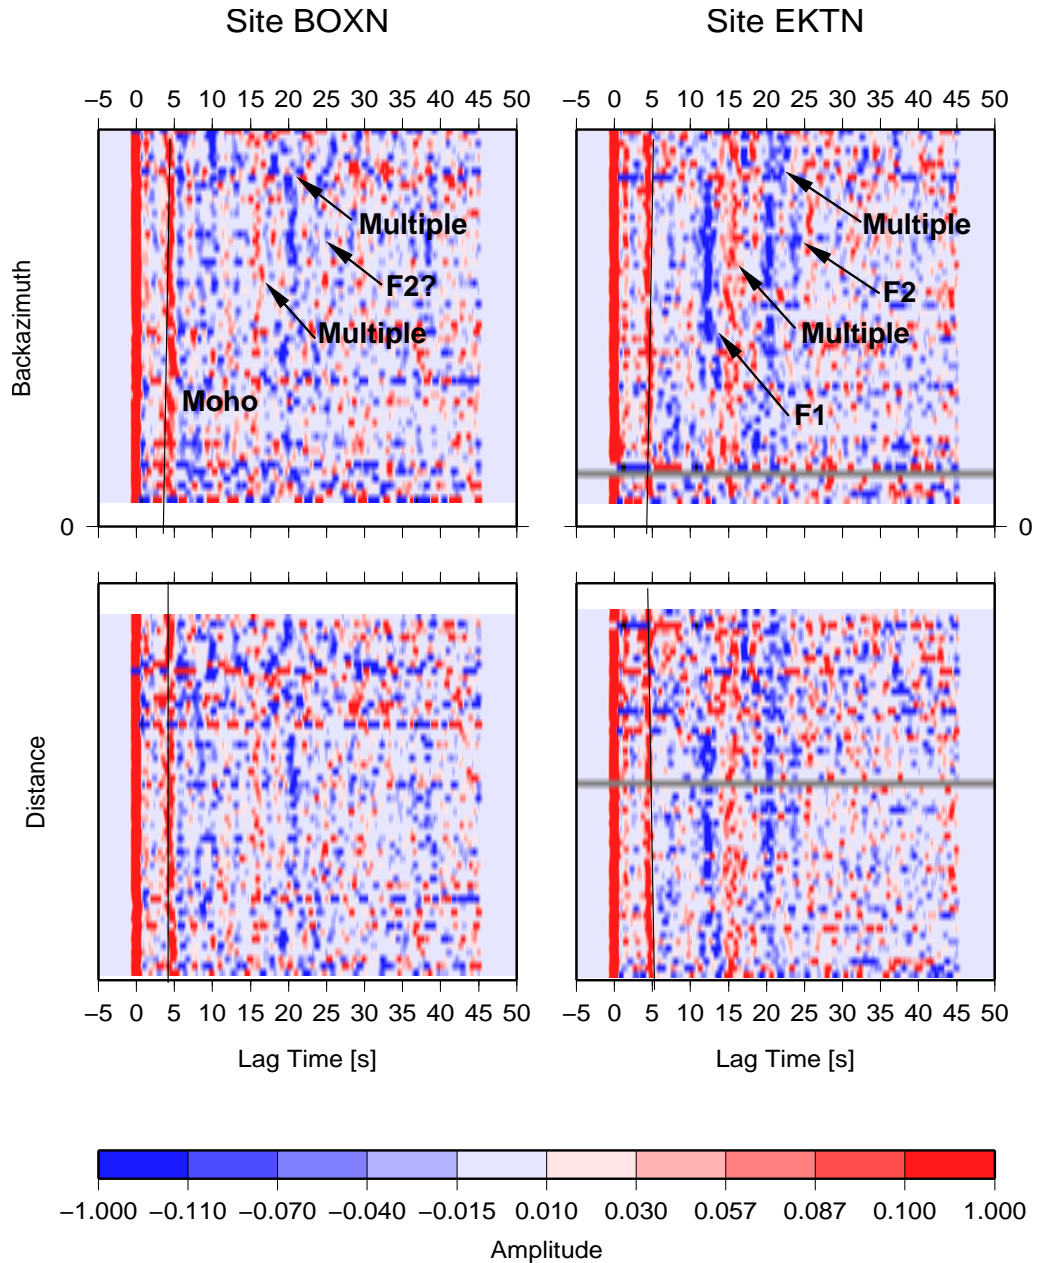 Site BOXN Site EKTN
−5 0 5 10 15 20 25 30 35 40 45 50 −5 0 5 10 15 20 25 30 35 40 45 50
Multiple Multiple
F2? F2
Multiple Multiple
Moho F1
Backazimuth
0 0
Distance
−5 0 5 10 15 20 25 30 35 40 45 50 −5 0 5 10 15 20 25 30 35 40 45 50
Lag Time [s] Lag Time [s]
−1.000 −0.110 −0.070 −0.040 −0.015 0.010 0.030 0.057 0.087 0.100 1.000
Amplitude